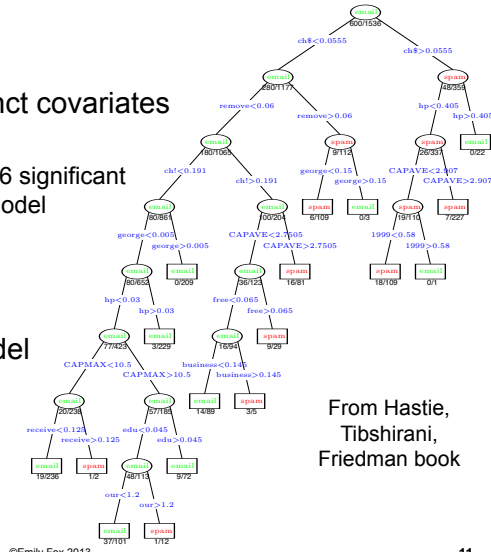 email
600/1536
ch$<0.0555
ch$>0.0555
email
280/1177
spam
48/359
nct covariates
remove<0.06
remove>0.06
hp<0.405
hp>0.405
email
180/1065
spam
9/112
spam
26/337
email
0/22
6 significant
odel
ch!<0.191
ch!>0.191
george<0.15
george>0.15
CAPAVE<2.907
CAPAVE>2.907
email
80/861
email
100/204
spam
6/109
email
0/3
spam
19/110
spam
7/227
george<0.005
george>0.005
CAPAVE<2.7505
CAPAVE>2.7505
1999<0.58
1999>0.58
email
80/652
email
0/209
email
36/123
spam
16/81
spam
18/109
email
0/1
hp<0.03
hp>0.03
free<0.065
free>0.065
del
email
77/423
email
3/229
email
16/94
spam
9/29
CAPMAX<10.5
CAPMAX>10.5
business<0.145
business>0.145
email
20/238
email
57/185
email
14/89
spam
3/5
From Hastie,
Tibshirani,
Friedman book
receive<0.125
receive>0.125
edu<0.045
edu>0.045
email
19/236
spam
1/2
email
48/113
email
9/72
our<1.2
our>1.2
email
37/101
spam
1/12
©Emily Fox 2013
11